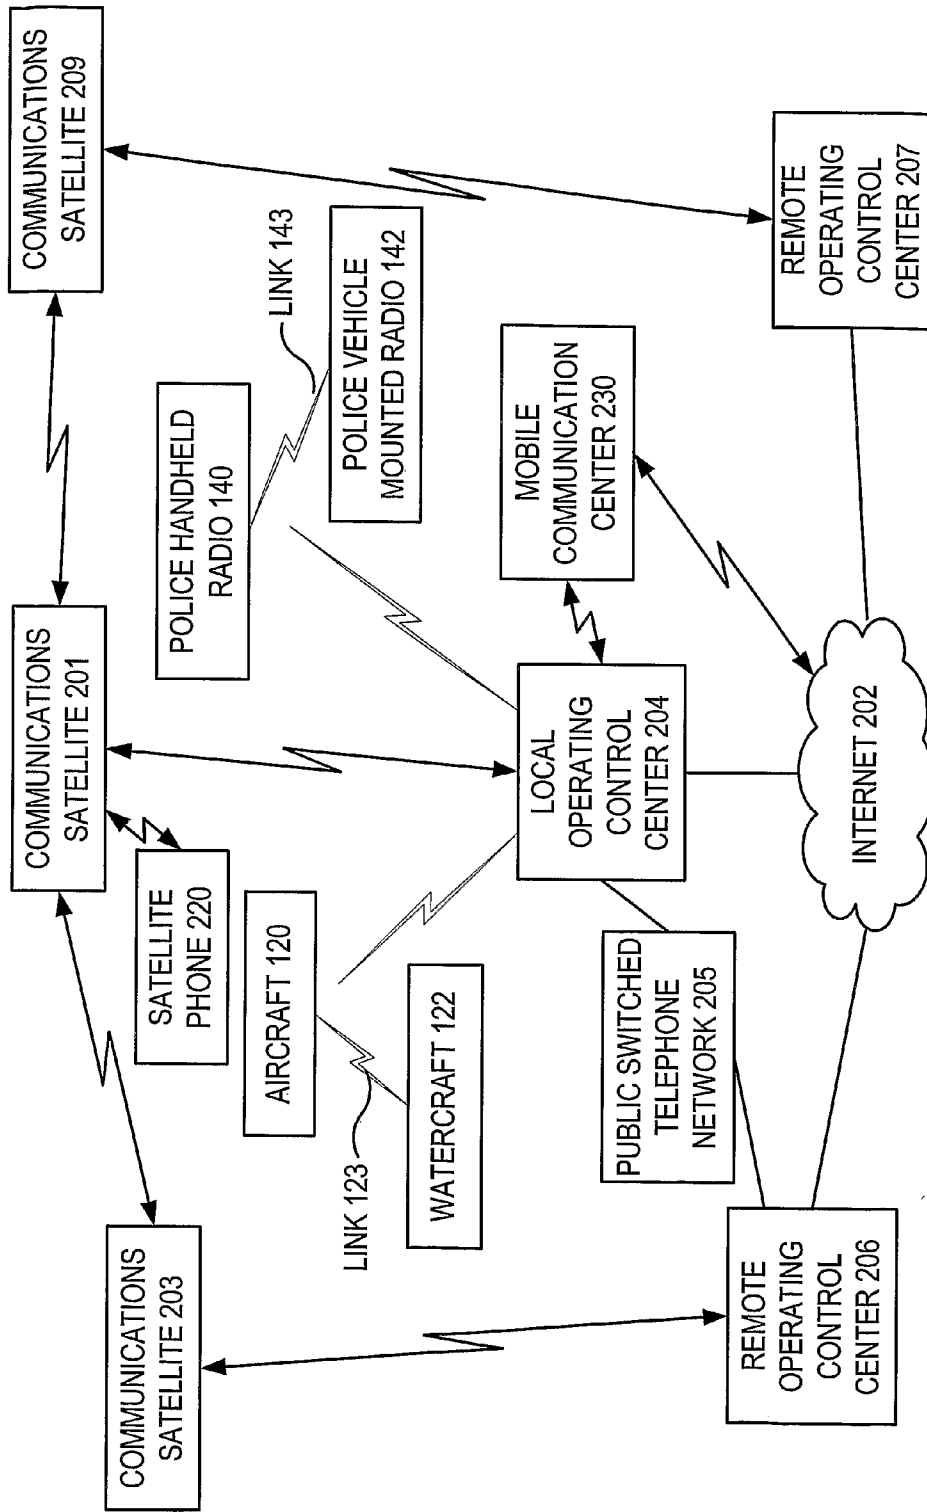 COMMUNICATIONS
SATELLITE 203
COMMUNICATIONS
SATELLITE 201
COMMUNICATIONS
SATELLITE 209
SATELLITE
PHONE 220
AIRCRAFT 120
LINK 123
WATERCRAFT 122
POLICE HANDHELD
RADIO 140
LINK 143
POLICE VEHICLE
MOUNTED RADIO 142
LOCAL
OPERATING
CONTROL
CENTER 204
MOBILE
COMMUNICATION
CENTER 230
PUBLIC SWITCHED
TELEPHONE
NETWORK 205
REMOTE
OPERATING
CONTROL
CENTER 206
INTERNET 202
REMOTE
OPERATING
CONTROL
CENTER 207